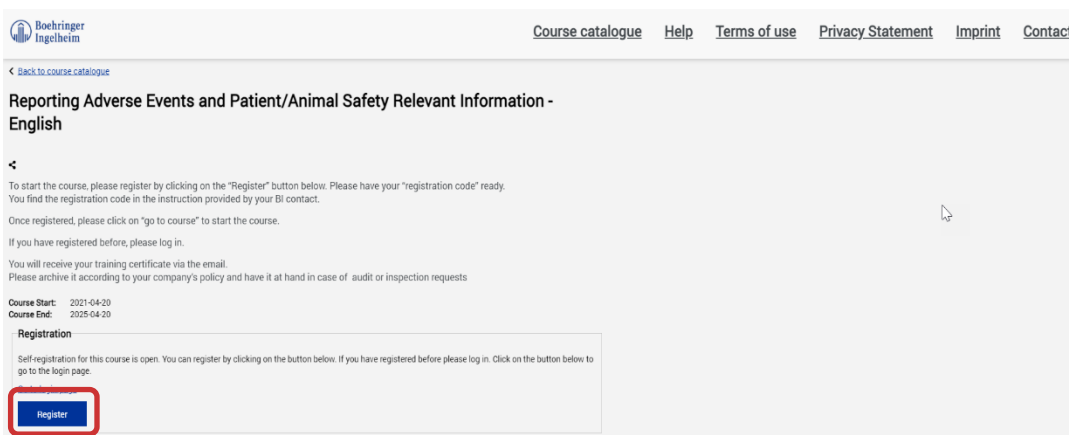 Boehringer
Ingelheim
Course catalogue Help Terms of use Privacy Statement Imprint Contact
Back to course catalogue
Reporting Adverse Events and Patient/Animal Safety Relevant Information -
English
To start the course, please register by clicking on the "Register" button below. Please have your "registration code" ready.
You find the registration code in the instruction provided by your BI contact.
Once registered, please click on "go to course" to start the course.
If you have registered before, please log in.
You will receive your training certificate via the email.
Please archive it according to your company's policy and have it at hand in case of audit or inspection requests
Course Start: 2021-04-20
Course End: 2025-04-20
Registration
Self-registration for this course is open. You can register by clicking on the button below. If you have registered before please log in. Click on the button below to
go to the login page.
Register